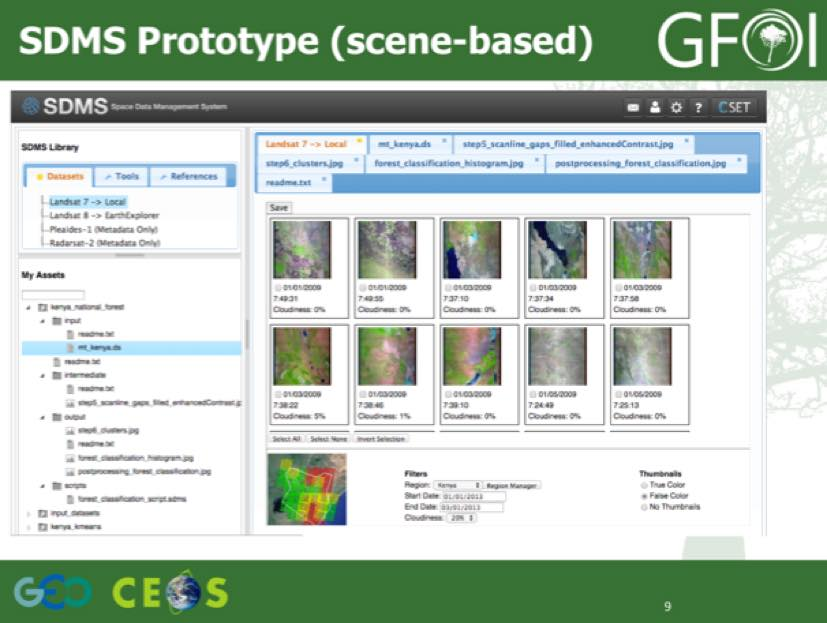 SDMS Prototype (scene-based)
GFOI
SDMS Space Data Management System
? CSET
SDMS Library
Datasets Tools References
Landsat 7 -> Local
Landsat 8 -> EarthExplorer
Pleaides-1 (Metadata Only)
Radarsat-2 (Metadata Only)
My Assets
kenya_national_forest
input
readme.txt
mt_kenya.ds
readme.txt
intermediate
readme.txt
step5_scanline_gaps_filled_enhancedContrast.j
output
step6_clusters.jpg
readme.txt
forest_classification_histogram.jpg
postprocessing_forest_classification.jpg
scripts
forest_classification_script.sdms
input_datasets
kenya_kmeans
Landsat 7 -> Local mt_kenya.ds step5_scanline_gaps_filled_enhancedContrast.jpg
step6_clusters.jpg forest_classification_histogram.jpg postprocessing_forest_classification.jpg
readme.txt
Save
01/01/2009 01/01/2009 01/03/2009 01/03/2009 01/03/2009
7:49:31 7:49:55 7:37:10 7:37:34 7:37:58
Cloudiness: 0% Cloudiness: 0% Cloudiness: 0% Cloudiness: 0% Cloudiness: 0%
01/03/2009 01/03/2009 01/03/2009 01/05/2009 01/05/2009
7:38:22 7:38:46 7:39:10 7:24:49 7:25:13
Cloudiness: 5% Cloudiness: 1% Cloudiness: 0% Cloudiness: 0% Cloudiness: 0%
Select All Select None Invert Selection
Filters
Region: Kenya Region Manager
Start Date: 01/01/2013
End Date: 03/01/2013
Cloudiness: 20%
Thumbnails
True Color
False Color
No Thumbnails
GEO CEOS
9